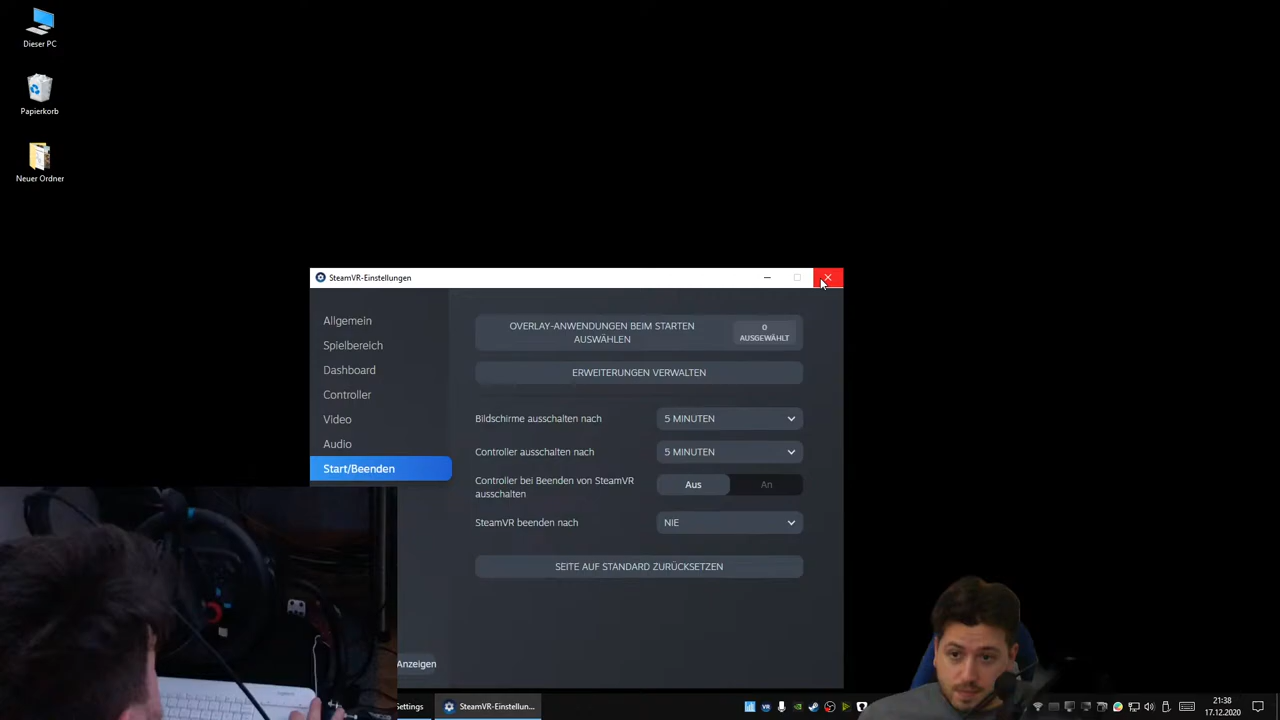 Dieser PC
Papierkorb
Neuer Ordner
SteamVR-Einstellungen
Allgemein
Spielbereich
Dashboard
Controller
Video
Audio
Start/Beenden
OVERLAY-ANWENDUNGEN BEIM STARTEN
AUSWÄHLEN
0
AUSGEWÄHLT
ERWEITERUNGEN VERWALTEN
Bildschirme ausschalten nach
5 MINUTEN
Controller ausschalten nach
5 MINUTEN
Controller bei Beenden von SteamVR
ausschalten
Aus
An
SteamVR beenden nach
NIE
SEITE AUF STANDARD ZURÜCKSETZEN
Anzeigen
Settings
SteamVR-Einstellun...
21:38
17.12.2020